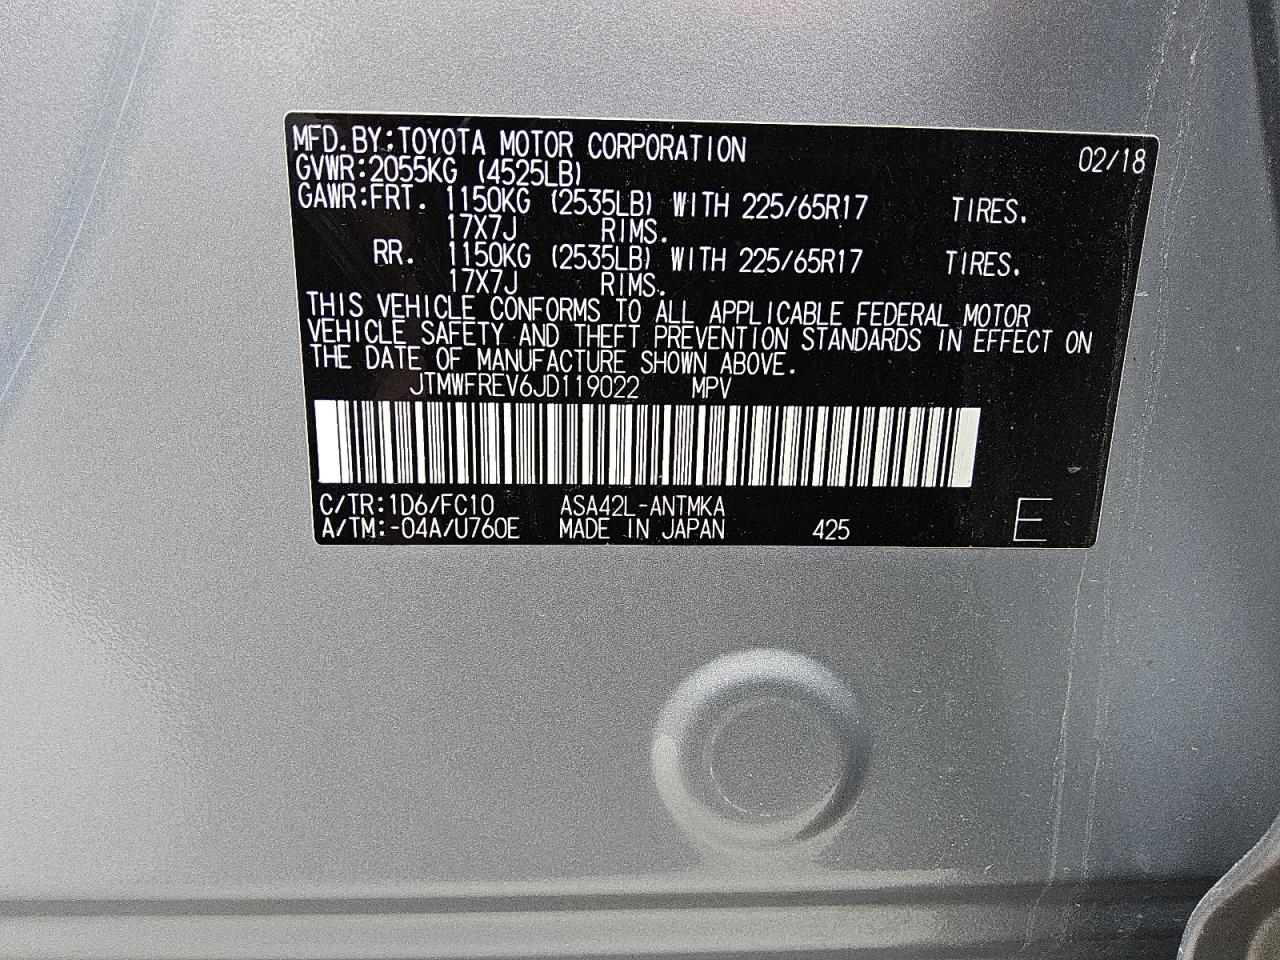 MFD.BY:TOYOTA MOTOR CORPORATION 02/18
GVWR:2055KG (4525LB)
GAWR:FRT. 1150KG (2535LB) WITH 225/65R17 TIRES.
17X7J RIMS.
RR. 1150KG (2535LB) WITH 225/65R17 TIRES.
17X7J RIMS.
THIS VEHICLE CONFORMS TO ALL APPLICABLE FEDERAL MOTOR
VEHICLE SAFETY AND THEFT PREVENTION STANDARDS IN EFFECT ON
THE DATE OF MANUFACTURE SHOWN ABOVE.
JTMWFREV6JD119022 MPV
C/TR:1D6/FC10 ASA42L-ANTMKA
A/TM:-04A/U760E MADE IN JAPAN 425 E